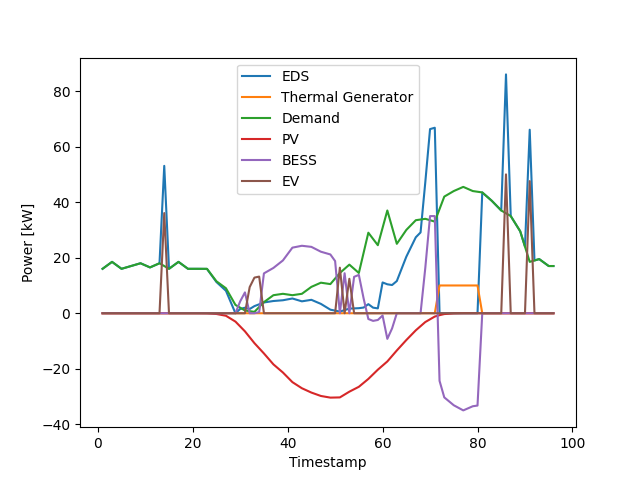 EDS
Thermal Generator
Demand
PV
BESS
EV
Power [kW]
80
60
40
20
0
−20
−40
0 20 40 60 80 100
Timestamp